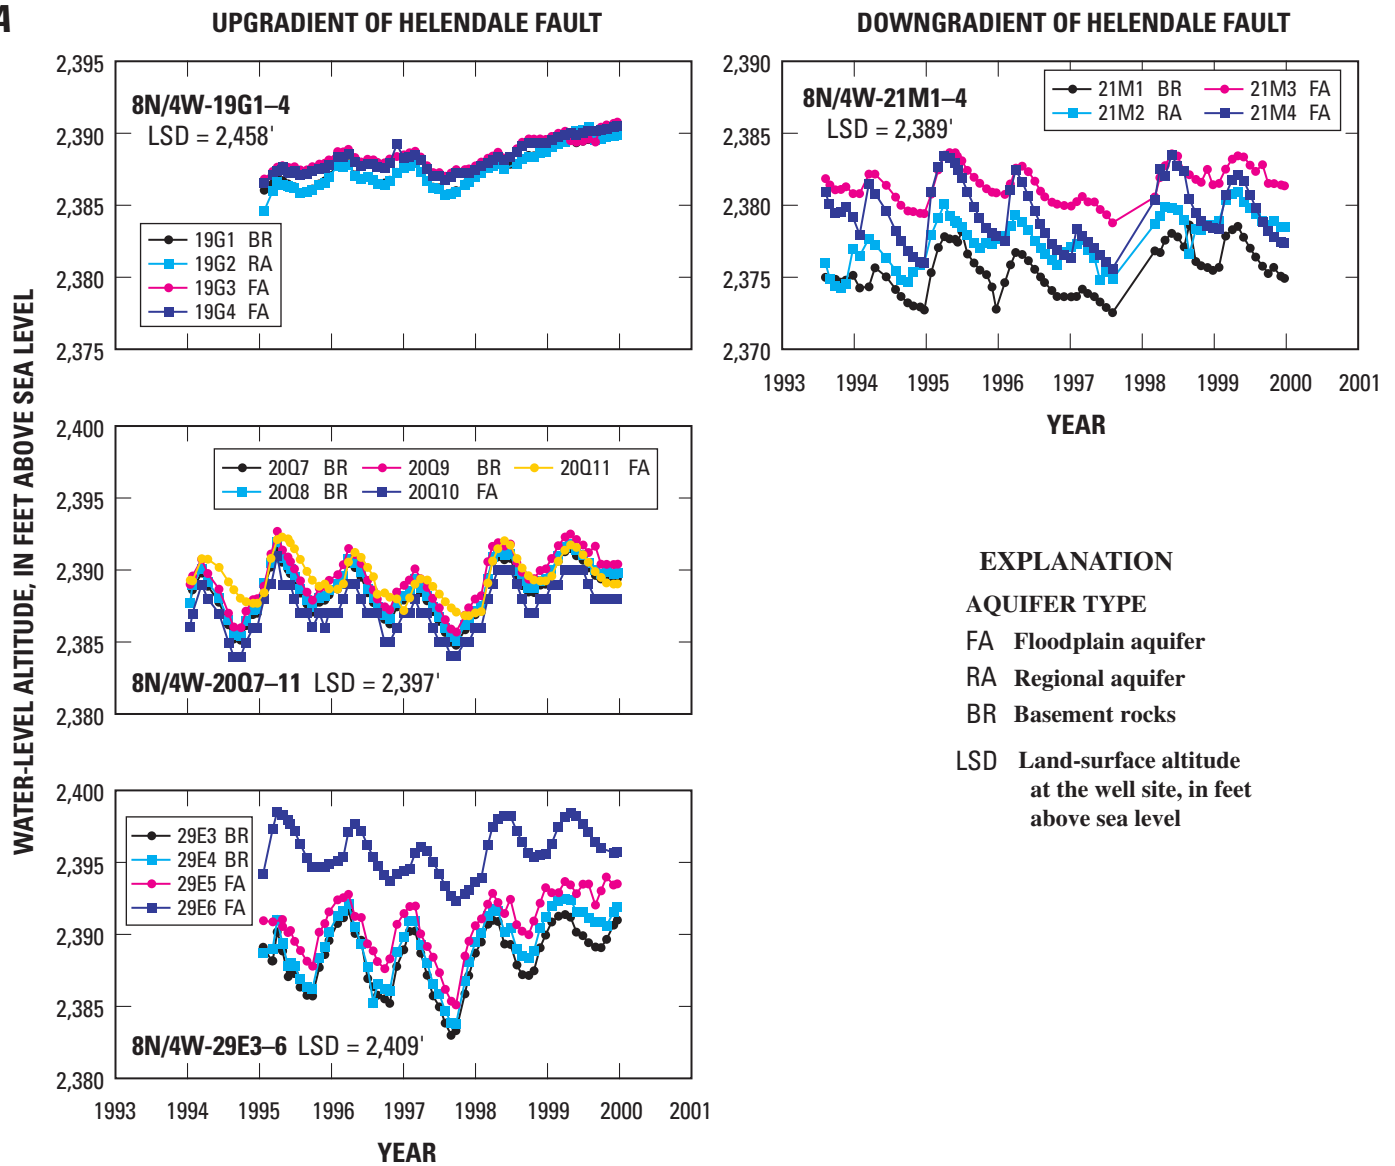 A
UPGRADIENT OF HELENDALE FAULT
DOWNGRADIENT OF HELENDALE FAULT
WATER-LEVEL ALTITUDE, IN FEET ABOVE SEA LEVEL
2,395
2,390
2,385
2,380
2,375
8N/4W-19G1–4
LSD = 2,458'
19G1 BR
19G2 RA
19G3 FA
19G4 FA
2,390
2,385
2,380
2,375
2,370
8N/4W-21M1–4
LSD = 2,389'
21M1 BR 21M3 FA
21M2 RA 21M4 FA
1993 1994 1995 1996 1997 1998 1999 2000 2001
YEAR
2,400
2,395
2,390
2,385
2,380
20Q7 BR 20Q9 BR 20Q11 FA
20Q8 BR 20Q10 FA
8N/4W-20Q7–11 LSD = 2,397'
2,400
2,395
2,390
2,385
2,380
29E3 BR
29E4 BR
29E5 FA
29E6 FA
8N/4W-29E3–6 LSD = 2,409'
1993 1994 1995 1996 1997 1998 1999 2000 2001
YEAR
EXPLANATION
AQUIFER TYPE
FA Floodplain aquifer
RA Regional aquifer
BR Basement rocks
LSD Land-surface altitude
at the well site, in feet
above sea level